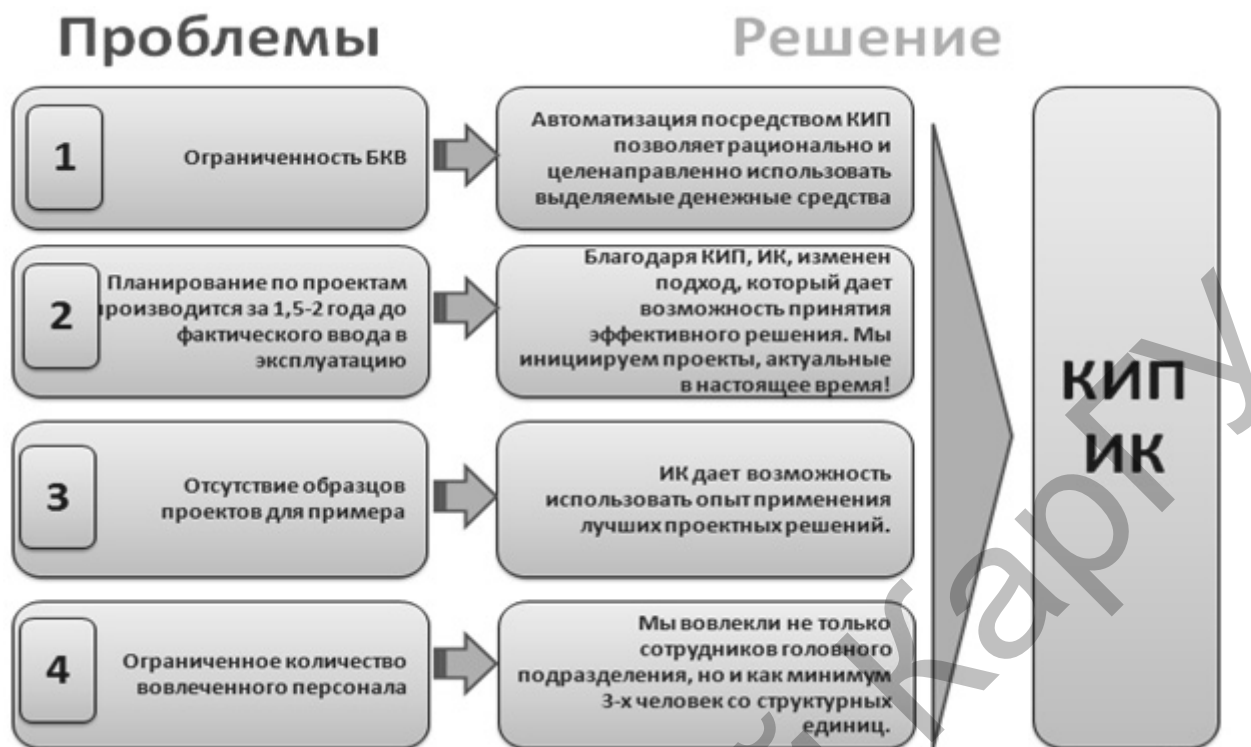 Проблемы
Решение
1
Ограниченность БКВ
Автоматизация посредством КИП
позволяет рационально и
целенаправленно использовать
выделяемые денежные средства
2
Планирование по проектам
производится за 1,5-2 года до
фактического ввода в
эксплуатацию
Благодаря КИП, ИК, изменен
подход, который дает
возможность принятия
эффективного решения. Мы
инициируем проекты, актуальные
в настоящее время!
3
Отсутствие образцов
проектов для примера
ИК дает возможность
использовать опыт применения
лучших проектных решений.
4
Ограниченное количество
вовлеченного персонала
Мы вовлекли не только
сотрудников головного
подразделения, но и как минимум
3-х человек со структурных
единиц.
КИП
ИК
КарГУ